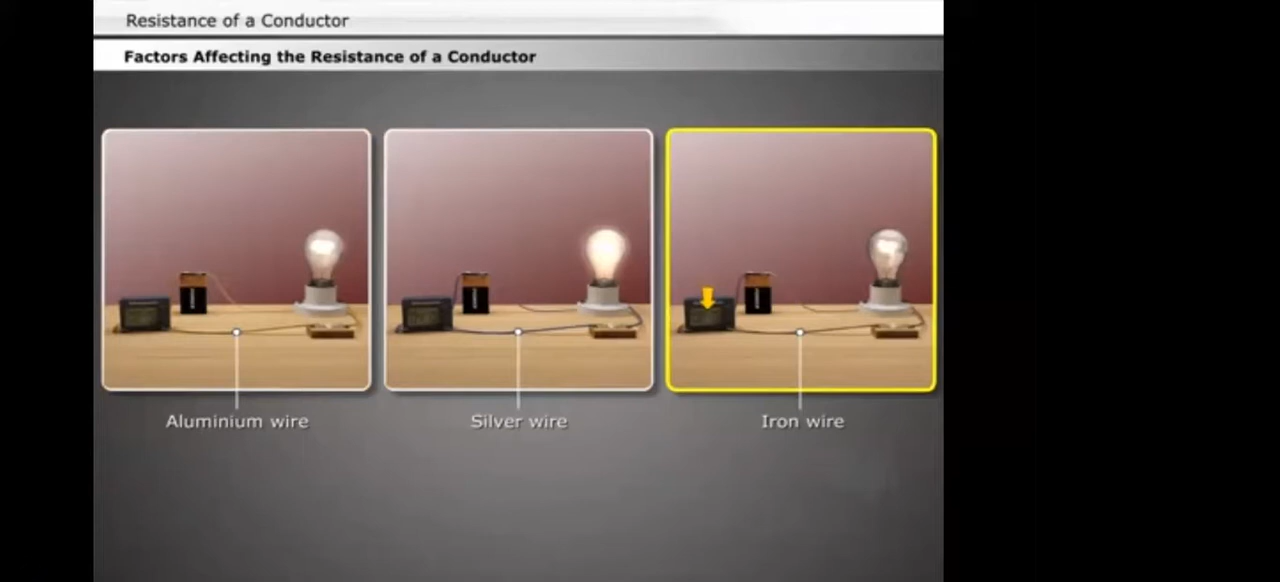 Resistance of a Conductor
Factors Affecting the Resistance of a Conductor
Aluminium wire
Silver wire
Iron wire